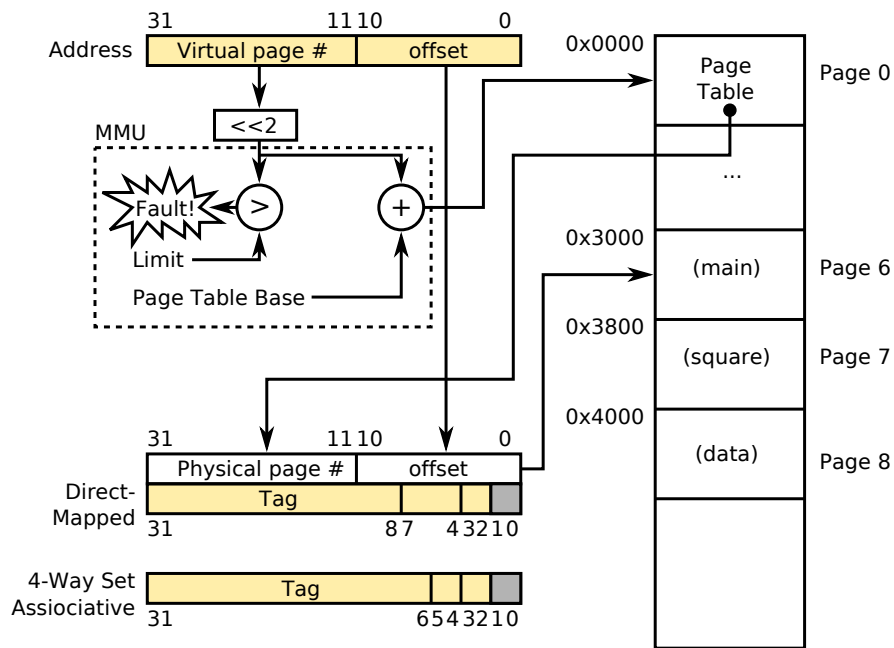 31 11 10 0
Address Virtual page # offset
<<2
MMU
Fault! > +
Limit
Page Table Base
0x0000 Page Table Page 0
...
0x3000 (main) Page 6
0x3800 (square) Page 7
0x4000 (data) Page 8
31 11 10 0
Physical page # offset
Direct-
Mapped
Tag
31 8 7 4 3 2 1 0
4-Way Set
Assiociative
Tag
31 6 5 4 3 2 1 0